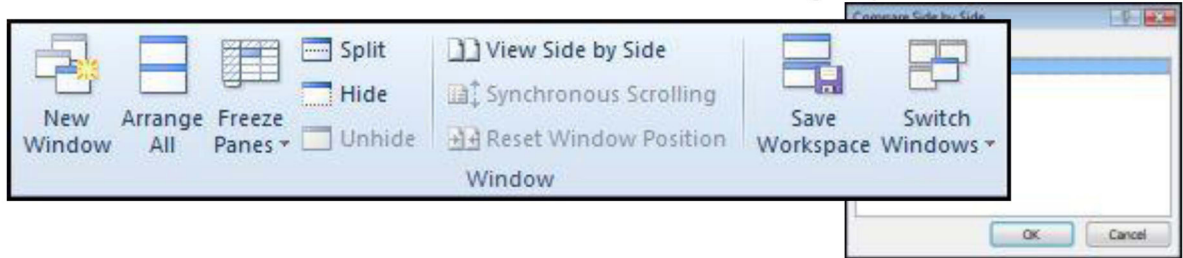 Compare Side by Side
New Window
Arrange All
Freeze Panes
Split
Hide
Unhide
View Side by Side
Synchronous Scrolling
Reset Window Position
Save Workspace
Switch Windows
Window
OK
Cancel